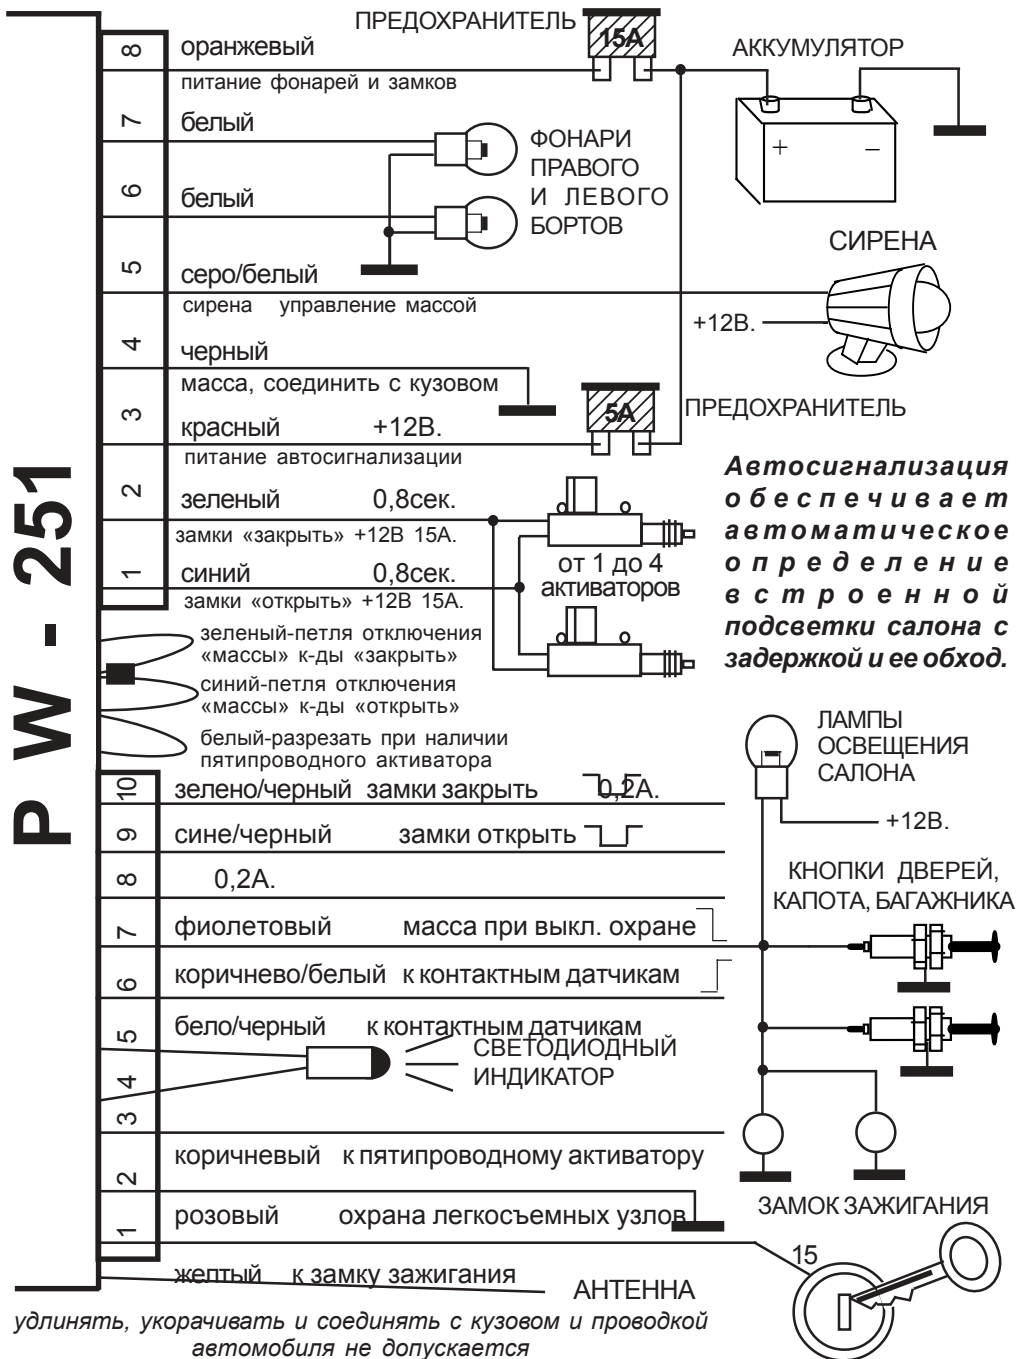 ПРЕДОХРАНИТЕЛЬ
15А
АККУМУЛЯТОР
8
оранжевый
питание фонарей и замков
+ –
7
белый
ФОНАРИ
ПРАВОГО
И ЛЕВОГО
БОРТОВ
6
белый
СИРЕНА
5
серо/белый
сирена управление массой
+12В.
4
черный
масса, соединить с кузовом
5А
ПРЕДОХРАНИТЕЛЬ
3
красный +12В.
питание автосигнализации
2
зеленый 0,8сек.
замки «закрыть» +12В 15А.
1
синий 0,8сек.
замки «открыть» +12В 15А.
от 1 до 4
активаторов
Автосигнализация
обеспечивает
автоматическое
определение
встроенной
подсветки салона с
задержкой и ее обход.
P W - 251
зеленый-петля отключения
«массы» к-ды «закрыть»
синий-петля отключения
«массы» к-ды «открыть»
белый-разрезать при наличии
пятипроводного активатора
ЛАМПЫ
ОСВЕЩЕНИЯ
САЛОНА
+12В.
10
зелено/черный замки закрыть 0,2А.
9
сине/черный замки открыть
8
0,2А.
КНОПКИ ДВЕРЕЙ,
КАПОТА, БАГАЖНИКА
7
фиолетовый масса при выкл. охране
6
коричнево/белый к контактным датчикам
5
бело/черный к контактным датчикам
СВЕТОДИОДНЫЙ
ИНДИКАТОР
4
3
коричневый к пятипроводному активатору
2
розовый охрана легкосъемных узлов
ЗАМОК ЗАЖИГАНИЯ
1
15
желтый к замку зажигания
АНТЕННА
удлинять, укорачивать и соединять с кузовом и проводкой
автомобиля не допускается